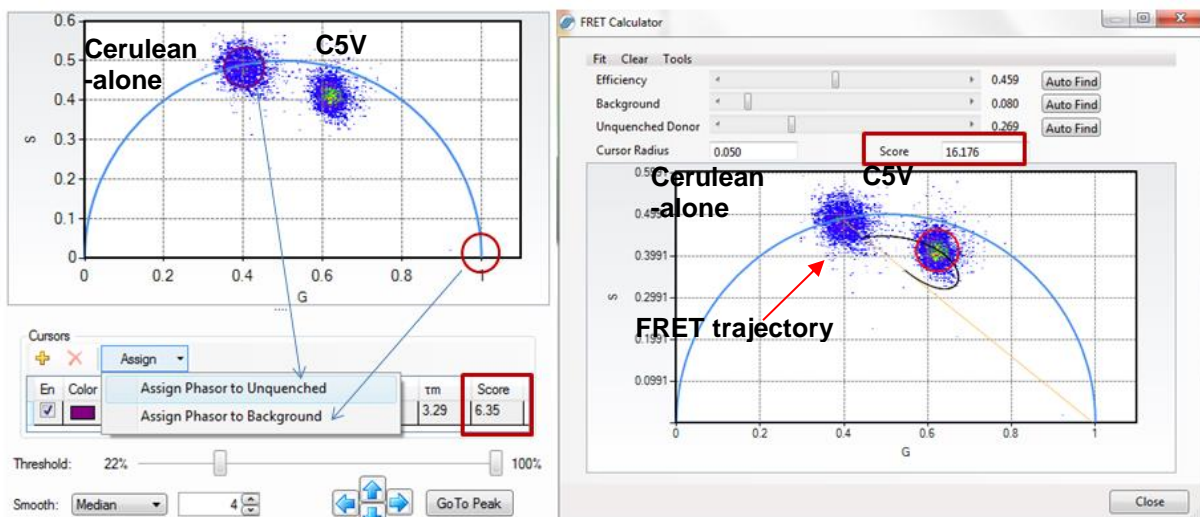 0.6
0.5
0.4
0.3
0.2
0.1
0
S
Cerulean
-alone
C5V
0 0.2 0.4 0.6 0.8 1
G
Cursors
Assign
En Color τm Score
3.29 6.35
Assign Phasor to Unquenched
Assign Phasor to Background
Threshold: 22% 100%
Smooth: Median 4 GoTo Peak
FRET Calculator
Fit Clear Tools
Efficiency 0.459 Auto Find
Background 0.080 Auto Find
Unquenched Donor 0.269 Auto Find
Cursor Radius 0.050 Score 16.176
Cerulean
-alone
C5V
0.3991
0.2991
FRET trajectory
0.0991
S
0 0.2 0.4 0.6 0.8 1
G
Close